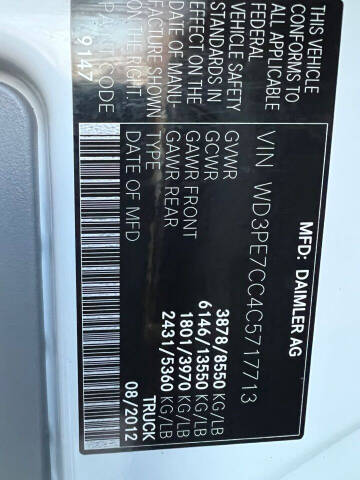 MFD: DAIMLER AG
VIN WD3PE7CC4C5717713
GVWR 3878/8550 KG/LB
GCWR 6146/13550 KG/LB
GAWR FRONT 1801/3970 KG/LB
GAWR REAR 2431/5360 KG/LB
TYPE TRUCK
DATE OF MFD 08/2012
THIS VEHICLE
CONFORMS TO
ALL APPLICABLE
FEDERAL
VEHICLE SAFETY
STANDARDS IN
EFFECT ON THE
DATE OF MANU-
FACTURE SHOWN
ON THE RIGHT.
PAINT CODE
9147